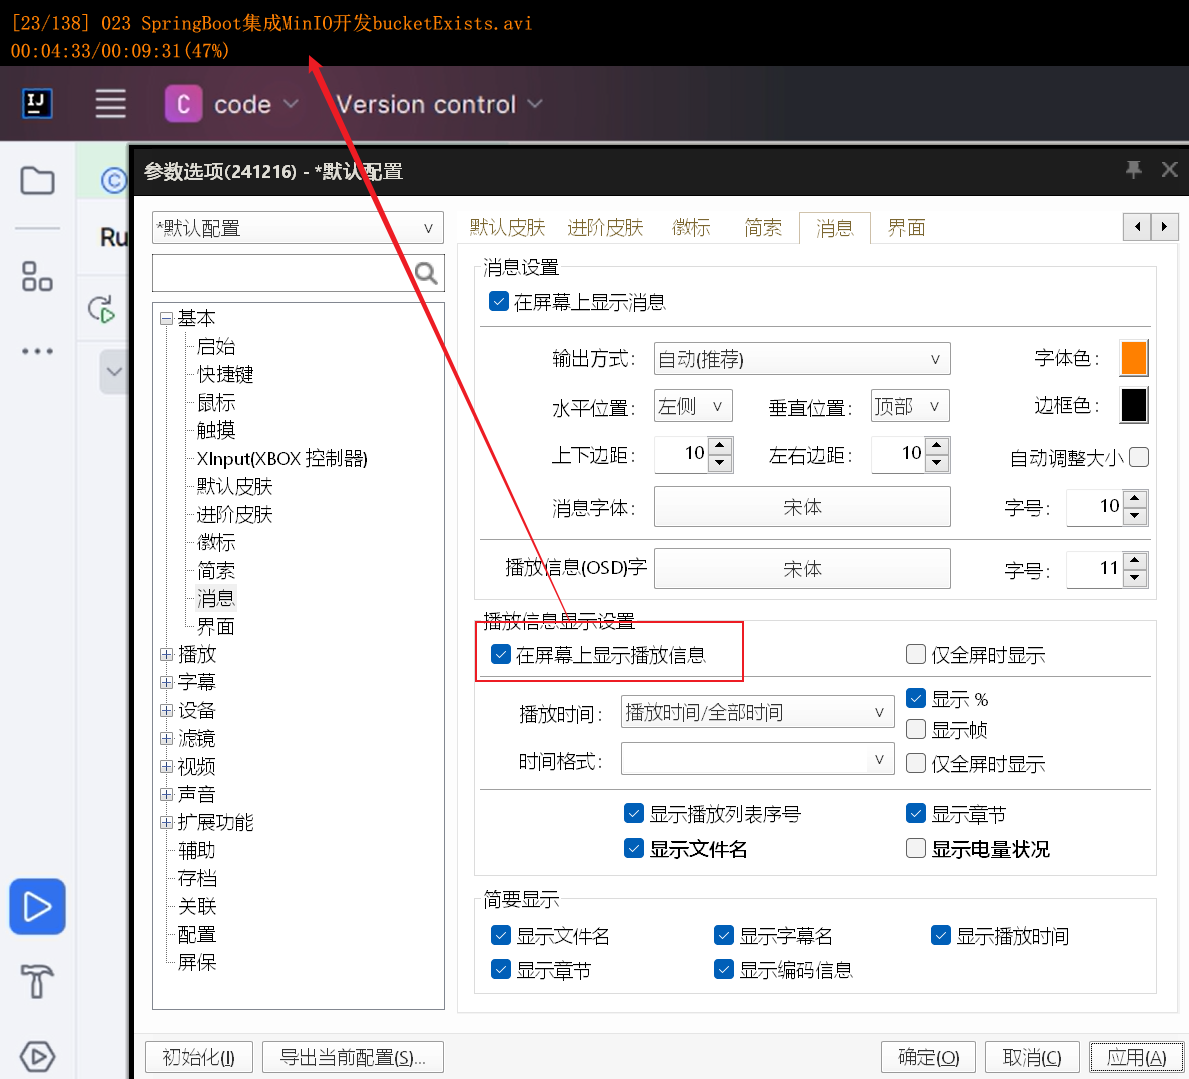 [23/138] 023 SpringBoot集成MinIO开发bucketExists.avi
00:04:33/00:09:31(47%)
IJ
C code
Version control
参数选项(241216) - *默认配置
C
Ru
*默认配置
默认皮肤 进阶皮肤 徽标 简索 消息 界面
基本
启始
快捷键
鼠标
触摸
XInput(XBOX 控制器)
默认皮肤
进阶皮肤
徽标
简索
消息
界面
播放
字幕
设备
滤镜
视频
声音
扩展功能
辅助
存档
关联
配置
屏保
消息设置
在屏幕上显示消息
输出方式: 自动(推荐) 字体色:
水平位置: 左侧 垂直位置: 顶部 边框色:
上下边距: 10 左右边距: 10 自动调整大小
消息字体: 宋体 字号: 10
播放信息(OSD)字 宋体 字号: 11
播放信息显示设置
在屏幕上显示播放信息 仅全屏时显示
播放时间: 播放时间/全部时间 显示 %
显示帧
时间格式: 仅全屏时显示
显示播放列表序号 显示章节
显示文件名 显示电量状况
简要显示
显示文件名 显示字幕名 显示播放时间
显示章节 显示编码信息
初始化(I) 导出当前配置(S)... 确定(O) 取消(C) 应用(A)